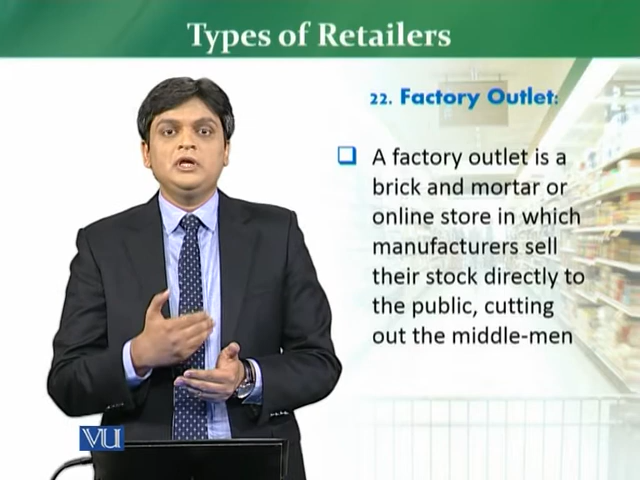 Types of Retailers
22. Factory Outlet:
A factory outlet is a
brick and mortar or
online store in which
manufacturers sell
their stock directly to
the public, cutting
out the middle-men
VU